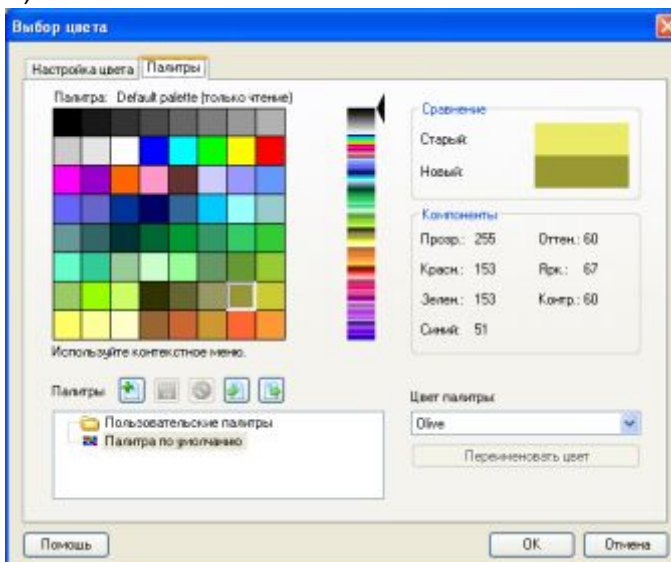 Выбор цвета
Настройка цвета Палитры
Палитра: Default palette (только чтение)
Сравнение
Старый:
Новый:
Компоненты
Прозр.: 255 Оттен.: 60
Красн.: 153 Ярк.: 67
Зелен.: 153 Контр.: 60
Синий: 51
Используйте контекстное меню.
Палитры
Пользовательские палитры
Палитра по умолчанию
Цвет палитры:
Olive
Переименовать цвет
Помощь OK Отмена